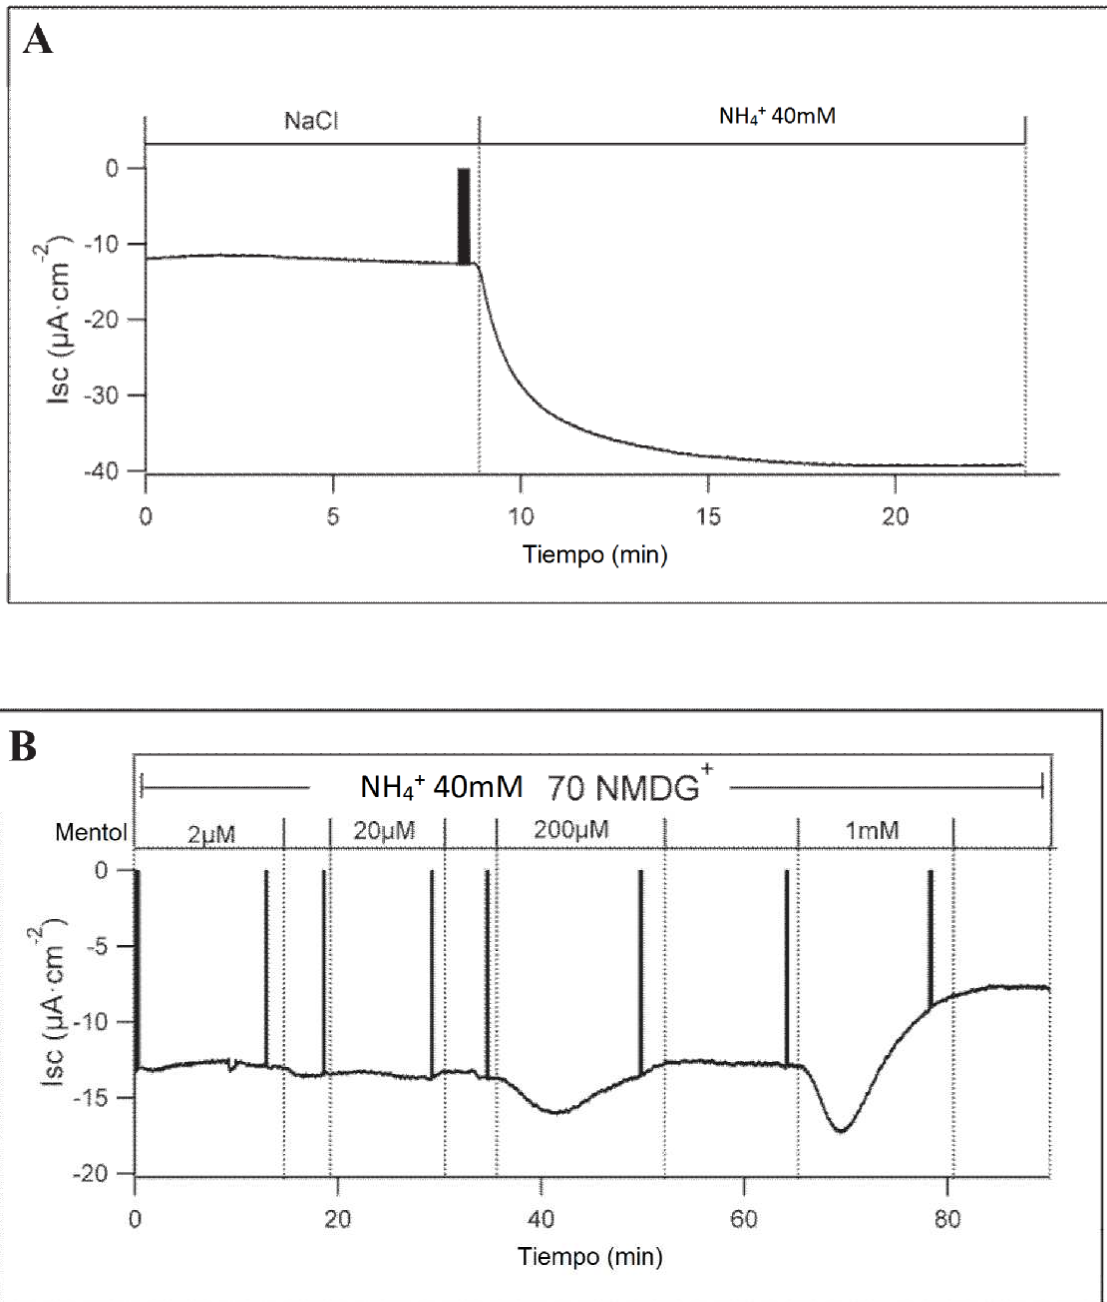 A
NaCl
NH₄⁺ 40mM
0
-10
-20
-30
-40
Isc (µA·cm⁻²)
0 5 10 15 20
Tiempo (min)
B
NH₄⁺ 40mM 70 NMDG⁺
Mentol 2µM 20µM 200µM 1mM
0
-5
-10
-15
-20
Isc (µA·cm⁻²)
0 20 40 60 80
Tiempo (min)